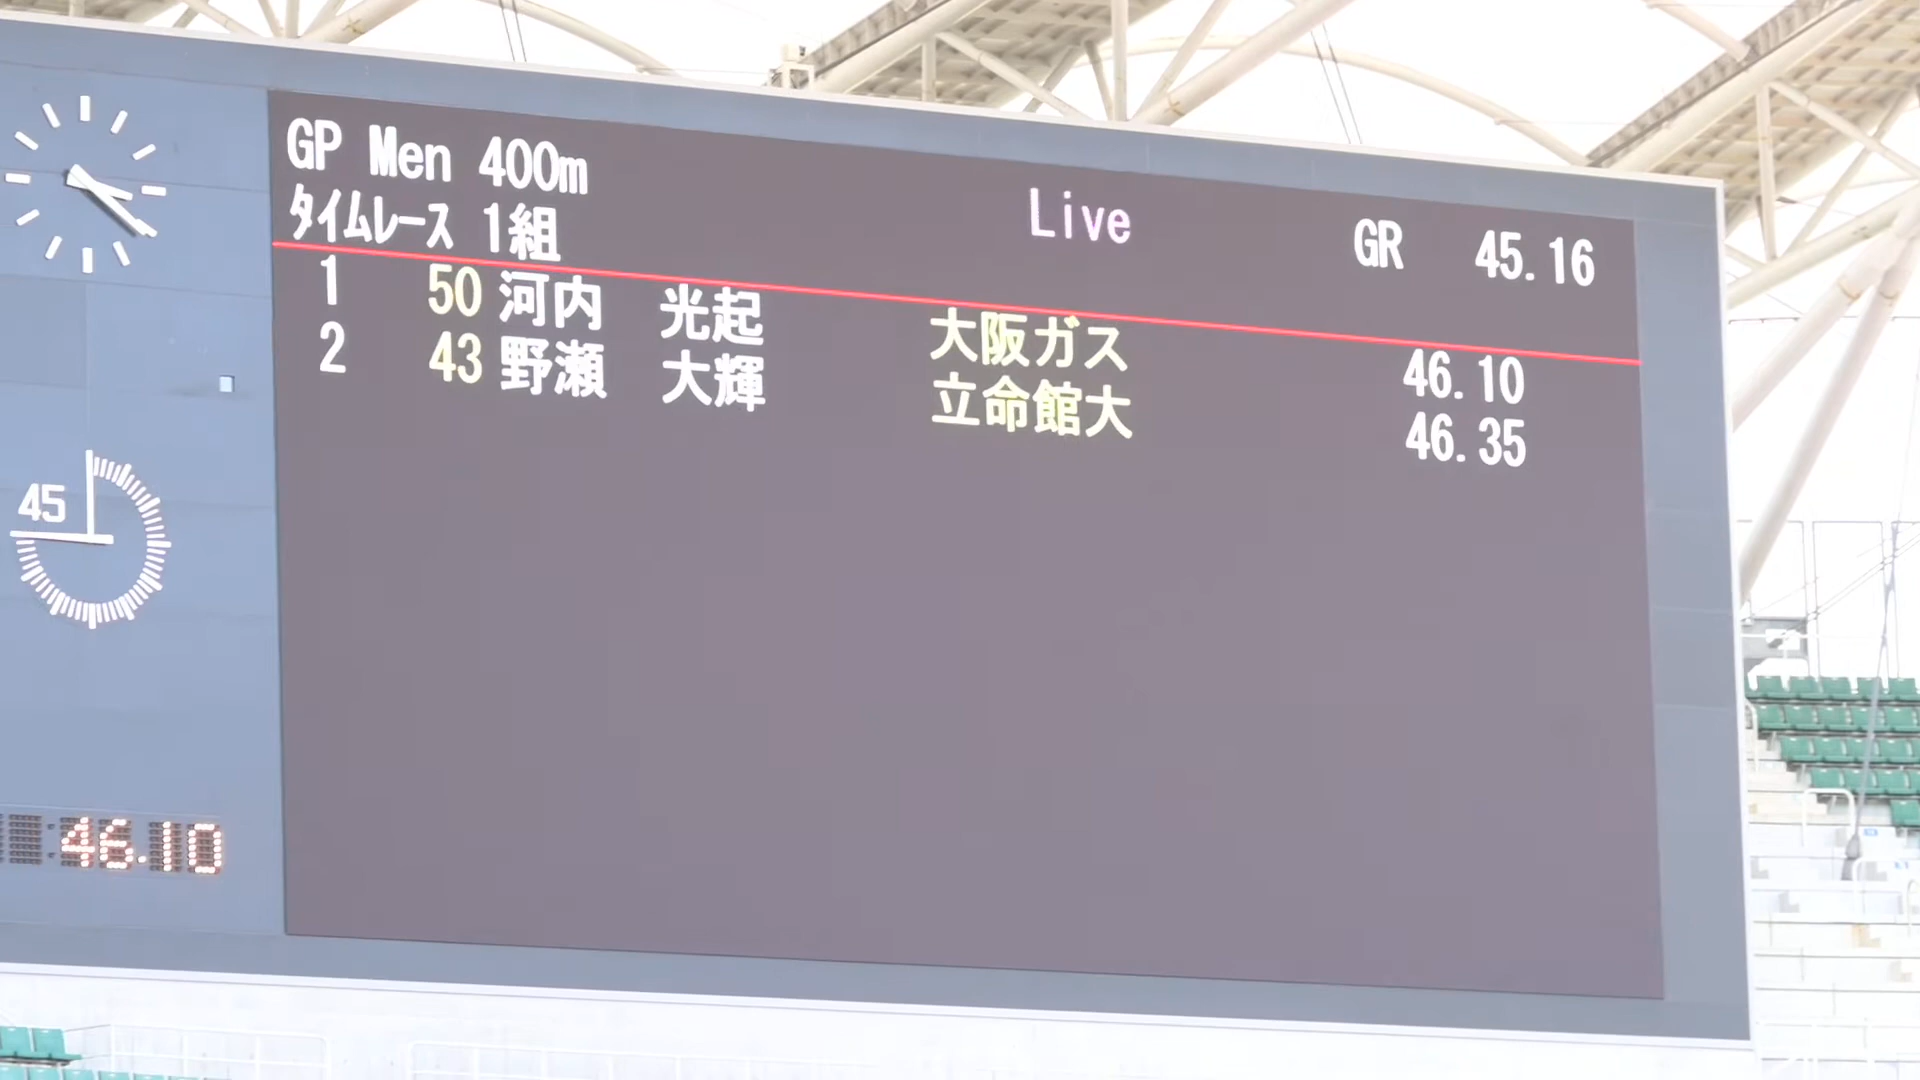 GP Men 400m
タイムレース 1組 Live GR 45.16
1 50 河内 光起 大阪ガス 46.10
2 43 野瀬 大輝 立命館大 46.35
45
46.10